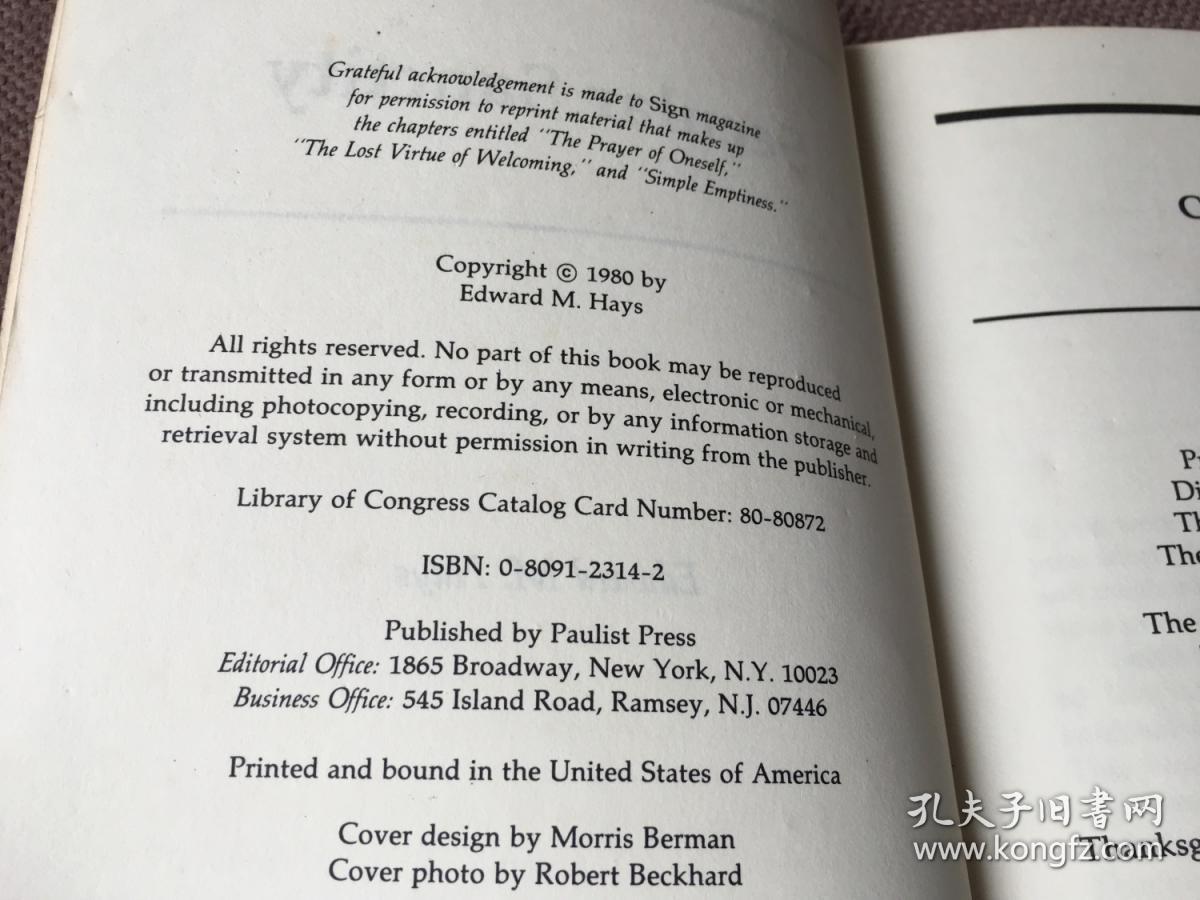 Grateful acknowledgement is made to Sign magazine
for permission to reprint material that makes up
the chapters entitled "The Prayer of Oneself,"
"The Lost Virtue of Welcoming," and "Simple Emptiness."
Copyright © 1980 by
Edward M. Hays
All rights reserved. No part of this book may be reproduced
or transmitted in any form or by any means, electronic or mechanical,
including photocopying, recording, or by any information storage and
retrieval system without permission in writing from the publisher.
Library of Congress Catalog Card Number: 80-80872
ISBN: 0-8091-2314-2
Published by Paulist Press
Editorial Office: 1865 Broadway, New York, N.Y. 10023
Business Office: 545 Island Road, Ramsey, N.J. 07446
Printed and bound in the United States of America
Cover design by Morris Berman
Cover photo by Robert Beckhard
The
The
孔夫子旧书网
www.kongfz.com